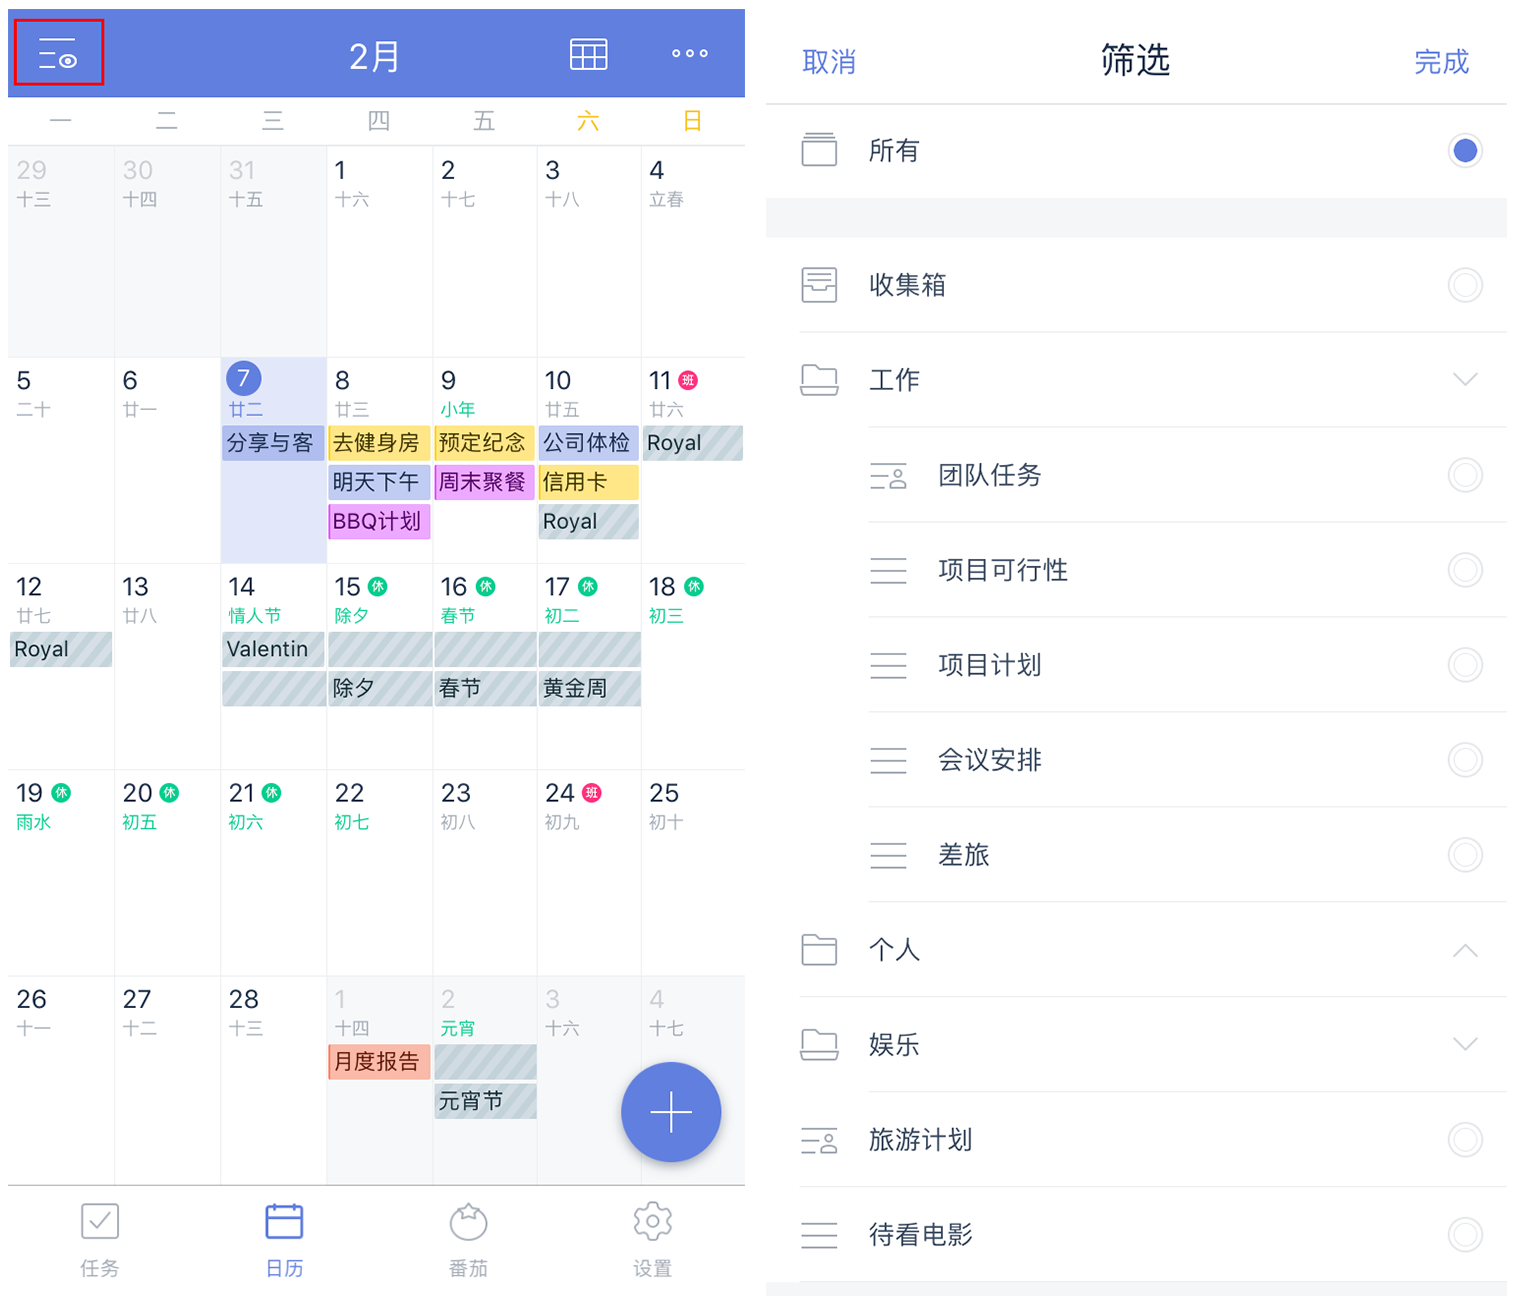 2月
一 二 三 四 五 六 日
29 30 31 1 2 3 4
十三 十四 十五 十六 十七 十八 立春
5 6 7 8 9 10 11 班
二十 廿一 廿二 廿三 小年 廿五 廿六
分享与客 去健身房 预定纪念 公司体检 Royal
明天下午 周末聚餐 信用卡
BBQ计划 Royal
12 13 14 15 休 16 休 17 休 18 休
廿七 廿八 情人节 除夕 春节 初二 初三
Royal Valentin
除夕 春节 黄金周
19 休 20 休 21 休 22 23 24 班 25
雨水 初五 初六 初七 初八 初九 初十
26 27 28 1 2 3 4
十一 十二 十三 十四 元宵 十六 十七
月度报告
元宵节
任务 日历 番茄 设置
取消 筛选 完成
所有
收集箱
工作
团队任务
项目可行性
项目计划
会议安排
差旅
个人
娱乐
旅游计划
待看电影